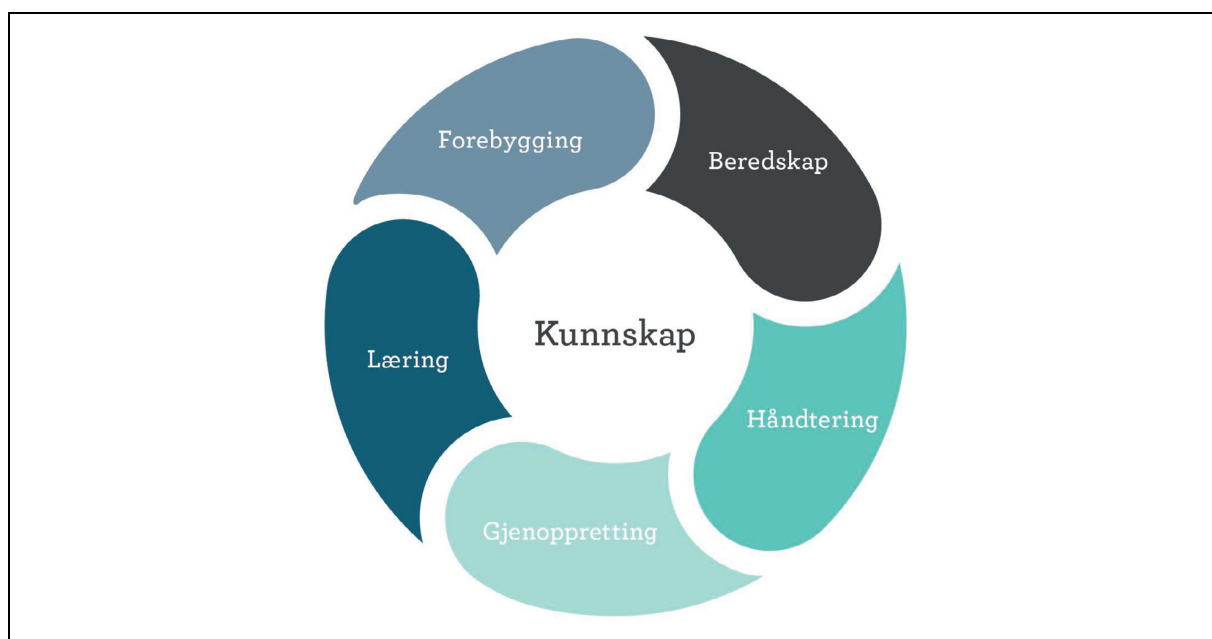 Forebygging
Beredskap
Håndtering
Gjenoppretting
Læring
Kunnskap